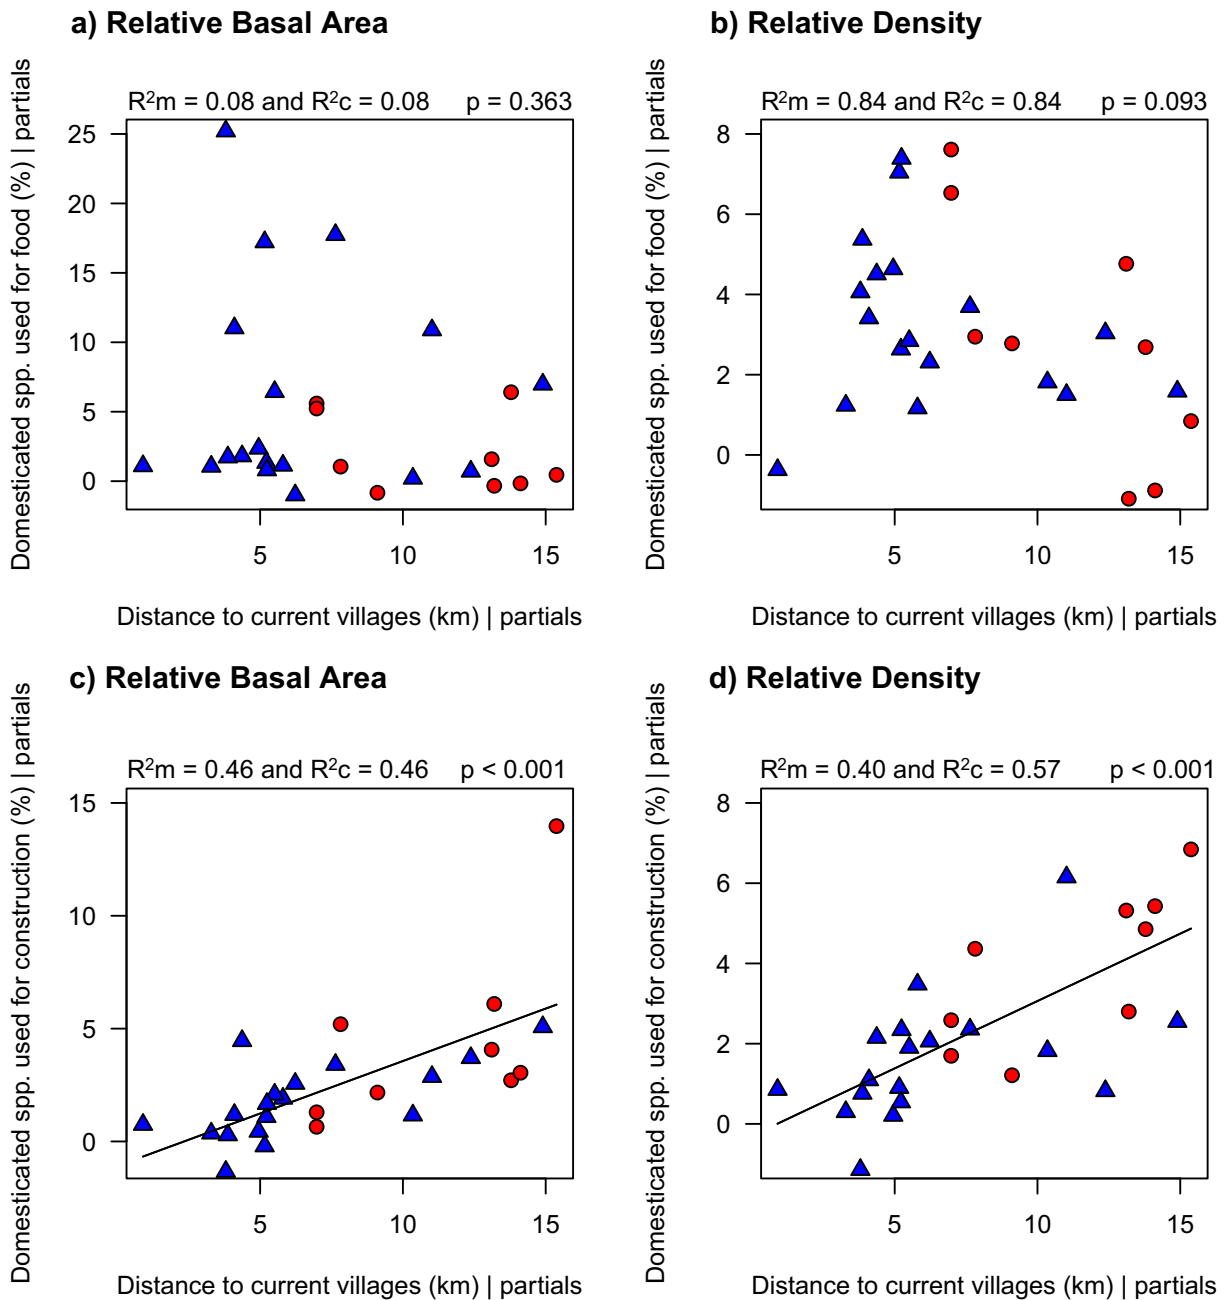 a) Relative Basal Area
R²m = 0.08 and R²c = 0.08 p = 0.363
Domesticated spp. used for food (%) | partials
25
20
15
10
5
0
5 10 15
Distance to current villages (km) | partials
b) Relative Density
R²m = 0.84 and R²c = 0.84 p = 0.093
Domesticated spp. used for food (%) | partials
8
6
4
2
0
5 10 15
Distance to current villages (km) | partials
c) Relative Basal Area
R²m = 0.46 and R²c = 0.46 p < 0.001
Domesticated spp. used for construction (%) | partials
15
10
5
0
5 10 15
Distance to current villages (km) | partials
d) Relative Density
R²m = 0.40 and R²c = 0.57 p < 0.001
Domesticated spp. used for construction (%) | partials
8
6
4
2
0
5 10 15
Distance to current villages (km) | partials